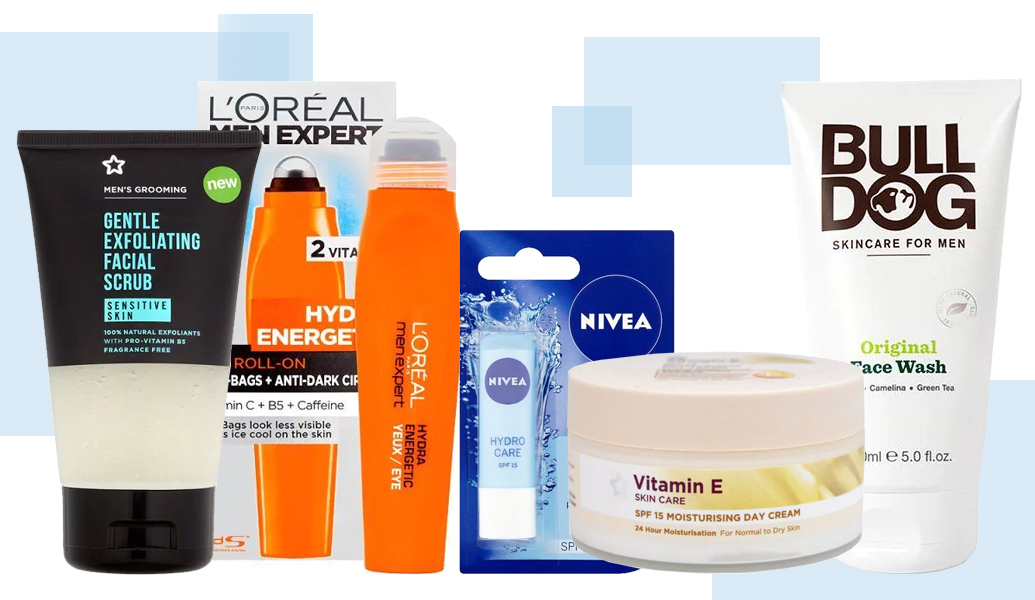 MEN'S GROOMING
new
GENTLE
EXFOLIATING
FACIAL
SCRUB
SENSITIVE
SKIN
100% NATURAL EXFOLIANTS
WITH PRO-VITAMIN B5
FRAGRANCE FREE
L'ORÉAL
PARIS
MEN EXPERT
2 VITA
HYD
ENERGET
ROLL-ON
-BAGS + ANTI-DARK CIR
min C + B5 + Caffeine
Bags look less visible
s ice cool on the skin
L'ORÉAL
PARIS
men expert
HYDRA
ENERGETIC
YEUX / EYE
NIVEA
NIVEA
HYDRO
CARE
SPF 15
SPF
Vitamin E
SKIN CARE
SPF 15 MOISTURISING DAY CREAM
24 Hour Moisturisation For Normal to Dry Skin
BULL
DOG
SKINCARE FOR MEN
Original
Face Wash
• Camelina • Green Tea
0ml e 5.0 fl.oz.